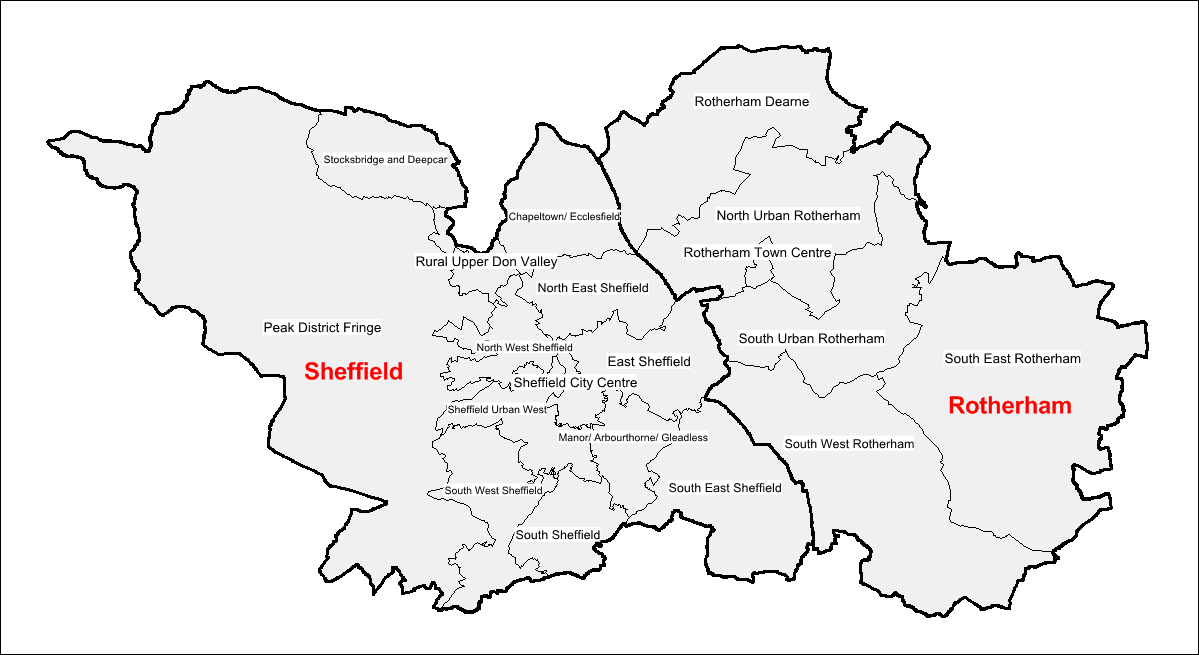 Rotherham Dearne
Stocksbridge and Deepcar
Chapeltown/ Ecclesfield
North Urban Rotherham
Rotherham Town Centre
Rural Upper Don Valley
North East Sheffield
Peak District Fringe
South Urban Rotherham
North West Sheffield
East Sheffield
South East Rotherham
Sheffield
Sheffield City Centre
Rotherham
Sheffield Urban West
Manor/ Arbourthorne/ Gleadless
South West Rotherham
South West Sheffield
South East Sheffield
South Sheffield